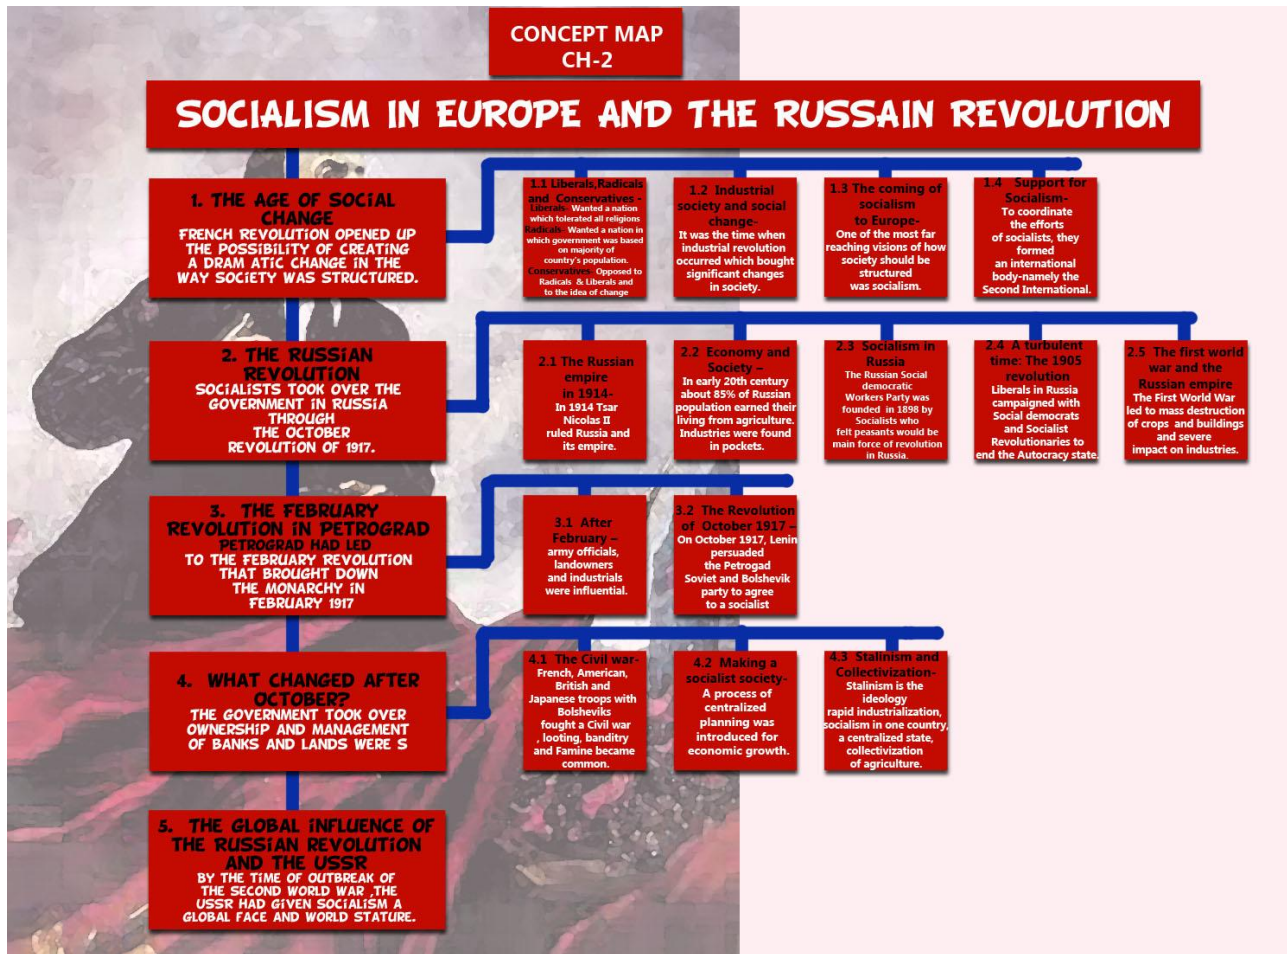 CONCEPT MAP
CH-2
SOCIALISM IN EUROPE AND THE RUSSAIN REVOLUTION
1. THE AGE OF SOCIAL
CHANGE
FRENCH REVOLUTION OPENED UP
THE POSSIBILITY OF CREATING
A DRAM ATIC CHANGE IN THE
WAY SOCIETY WAS STRUCTURED.
1.1 Liberals,Radicals
and Conservatives -
Liberals- Wanted a nation
which tolerated all religions
Radicals- Wanted a nation in
which government was based
on majority of
country's population.
Conservatives-Opposed to
Radicals & Liberals and
to the idea of change
1.2 Industrial
society and social
change-
It was the time when
industrial revolution
occurred which bought
significant changes
in society.
1.3 The coming of
socialism
to Europe-
One of the most far
reaching visions of how
society should be
structured
was socialism.
1.4 Support for
Socialism-
To coordinate
the efforts
of socialists, they
formed
an international
body-namely the
Second International.
2. THE RUSSIAN
REVOLUTION
SOCIALISTS TOOK OVER THE
GOVERNMENT IN RUSSIA
THROUGH
THE OCTOBER
REVOLUTION OF 1917.
2.1 The Russian
empire
in 1914-
In 1914 Tsar
Nicolas II
ruled Russia and
its empire.
2.2 Economy and
Society –
In early 20th century
about 85% of Russian
population earned their
living from agriculture.
Industries were found
in pockets.
2.3 Socialism in
Russia
The Russian Social
democratic
Workers Party was
founded in 1898 by
Socialists who
felt peasants would be
main force of revolution
in Russia.
2.4 A turbulent
time: The 1905
revolution
Liberals in Russia
campaigned with
Social democrats
and Socialist
Revolutionaries to
end the Autocracy state.
2.5 The first world
war and the
Russian empire
The First World War
led to mass destruction
of crops and buildings
and severe
impact on industries.
3. THE FEBRUARY
REVOLUTION IN PETROGRAD
PETROGRAD HAD LED
TO THE FEBRUARY REVOLUTION
THAT BROUGHT DOWN
THE MONARCHY IN
FEBRUARY 1917
3.1 After
February –
army officials,
landowners
and industrials
were influential.
3.2 The Revolution
of October 1917 –
On October 1917, Lenin
persuaded
the Petrogad
Soviet and Bolshevik
party to agree
to a socialist
4. WHAT CHANGED AFTER
OCTOBER?
THE GOVERNMENT TOOK OVER
OWNERSHIP AND MANAGEMENT
OF BANKS AND LANDS WERE S
4.1 The Civil war-
French, American,
British and
Japanese troops with
Bolsheviks
fought a Civil war
, looting, banditry
and Famine became
common.
4.2 Making a
socialist society-
A process of
centralized
planning was
introduced for
economic growth.
4.3 Stalinism and
Collectivization-
Stalinism is the
ideology
rapid industrialization,
socialism in one country,
a centralized state,
collectivization
of agriculture.
5. THE GLOBAL INFLUENCE OF
THE RUSSIAN REVOLUTION
AND THE USSR
BY THE TIME OF OUTBREAK OF
THE SECOND WORLD WAR ,THE
USSR HAD GIVEN SOCIALISM A
GLOBAL FACE AND WORLD STATURE.